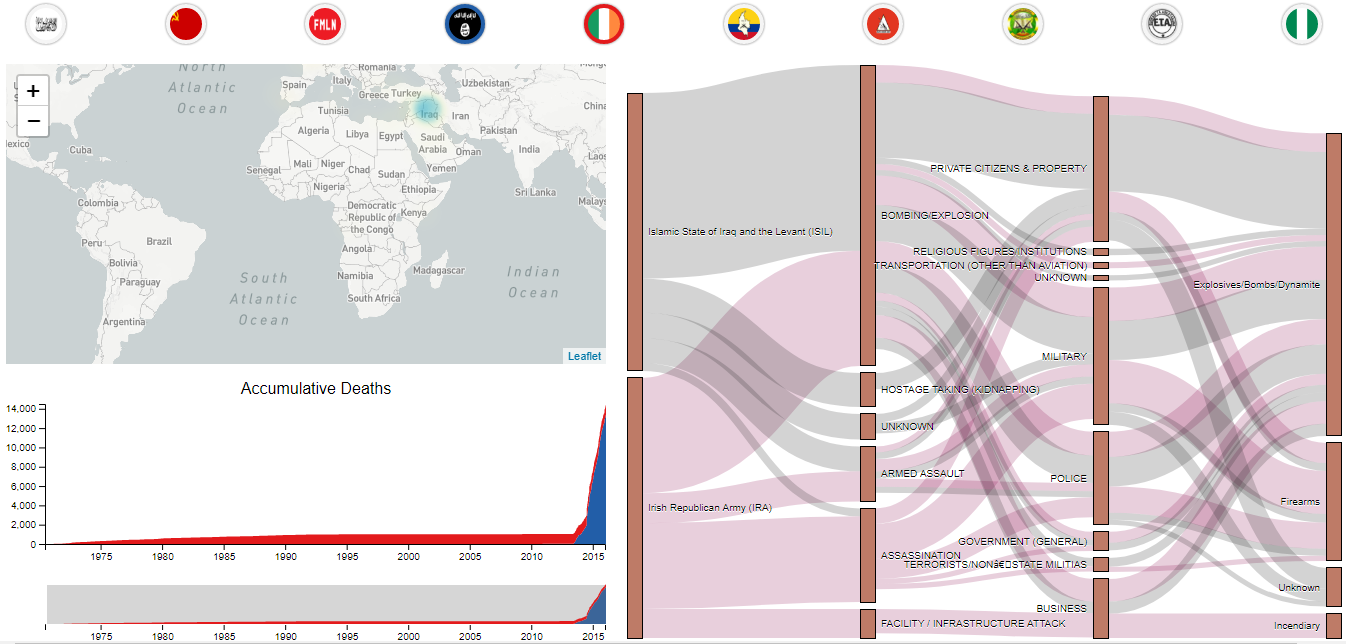 FMLN
ETA
North
Atlantic
Ocean
+
−
Romania
Spain
Italy
Greece
Turkey
Uzbekistan
China
Tunisia
Iraq
Iran
Algeria
Libya
Egypt
Pakistan
Saudi
Arabia
Oman
India
Cuba
Senegal
Mali
Niger
Chad
Sudan
Yemen
Nigeria
Ethiopia
Sri Lanka
Colombia
Democratic
Republic of
the Congo
Kenya
Peru
Brazil
Angola
Bolivia
Paraguay
Namibia
Madagascar
South
Atlantic
Ocean
Indian
Ocean
South Africa
Argentina
Leaflet
Accumulative Deaths
14,000
12,000
10,000
8,000
6,000
4,000
2,000
0
1975 1980 1985 1990 1995 2000 2005 2010 2015
1975 1980 1985 1990 1995 2000 2005 2010 2015
Islamic State of Iraq and the Levant (ISIL)
Irish Republican Army (IRA)
BOMBING/EXPLOSION
HOSTAGE TAKING (KIDNAPPING)
UNKNOWN
ARMED ASSAULT
ASSASSINATION
FACILITY / INFRASTRUCTURE ATTACK
PRIVATE CITIZENS & PROPERTY
RELIGIOUS FIGURES/INSTITUTIONS
TRANSPORTATION (OTHER THAN AVIATION)
UNKNOWN
MILITARY
POLICE
GOVERNMENT (GENERAL)
TERRORISTS/NONâ€STATE MILITIAS
BUSINESS
Explosives/Bombs/Dynamite
Firearms
Unknown
Incendiary